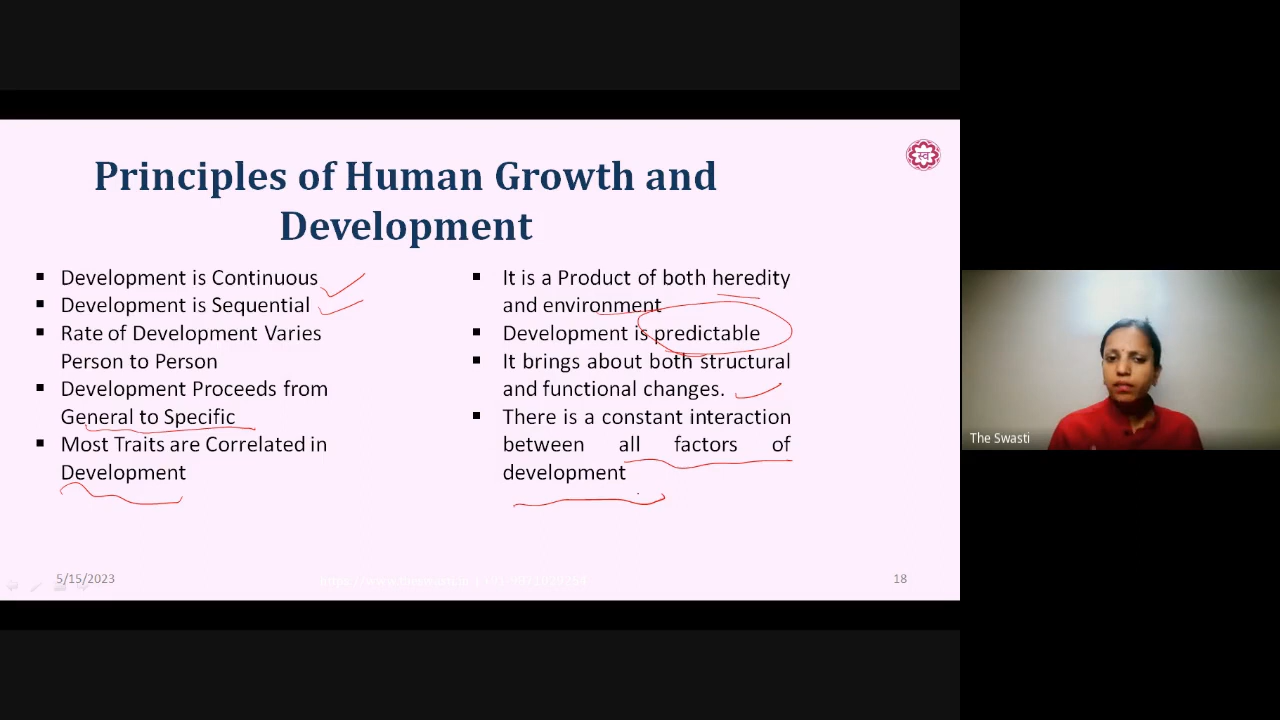 स्व
Principles of Human Growth and
Development
▪ Development is Continuous
▪ Development is Sequential
▪ Rate of Development Varies
Person to Person
▪ Development Proceeds from
General to Specific
▪ Most Traits are Correlated in
Development
▪ It is a Product of both heredity
and environment
▪ Development is predictable
▪ It brings about both structural
and functional changes.
▪ There is a constant interaction
between all factors of
development
5/15/2023
18
The Swasti